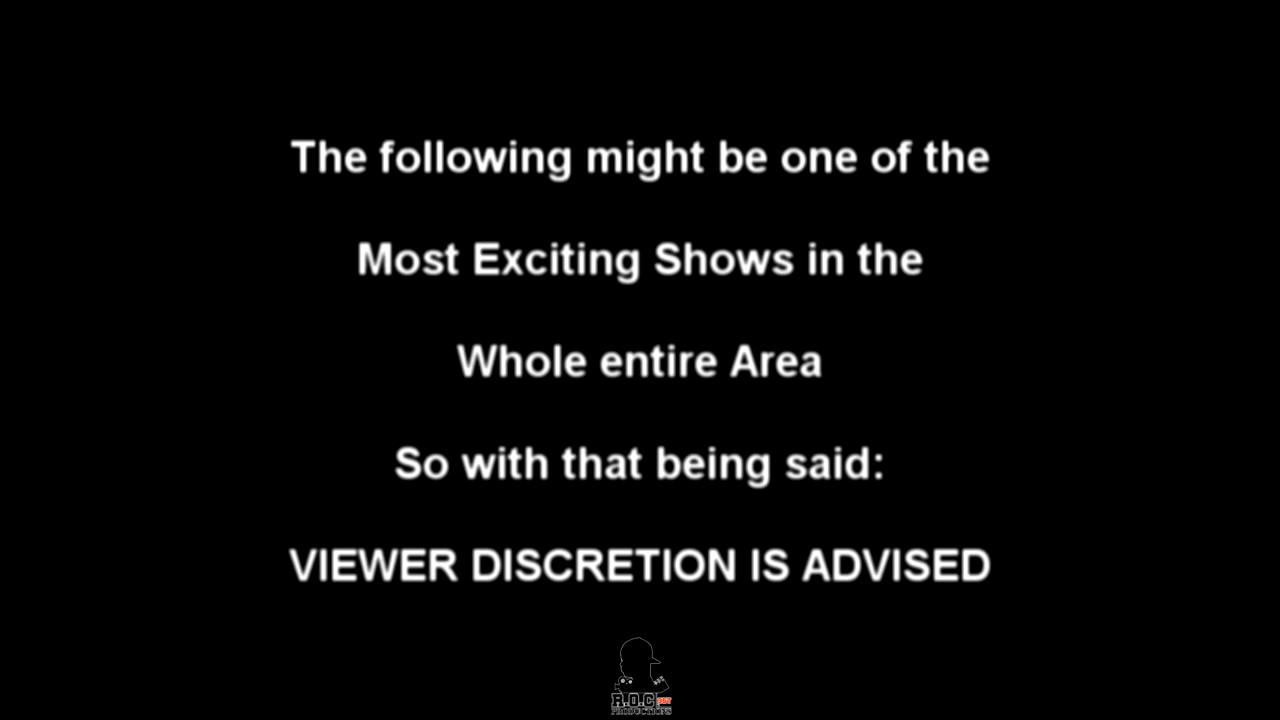 The following might be one of the
Most Exciting Shows in the
Whole entire Area
So with that being said:
VIEWER DISCRETION IS ADVISED
R.O.C
PRODUCTIONS